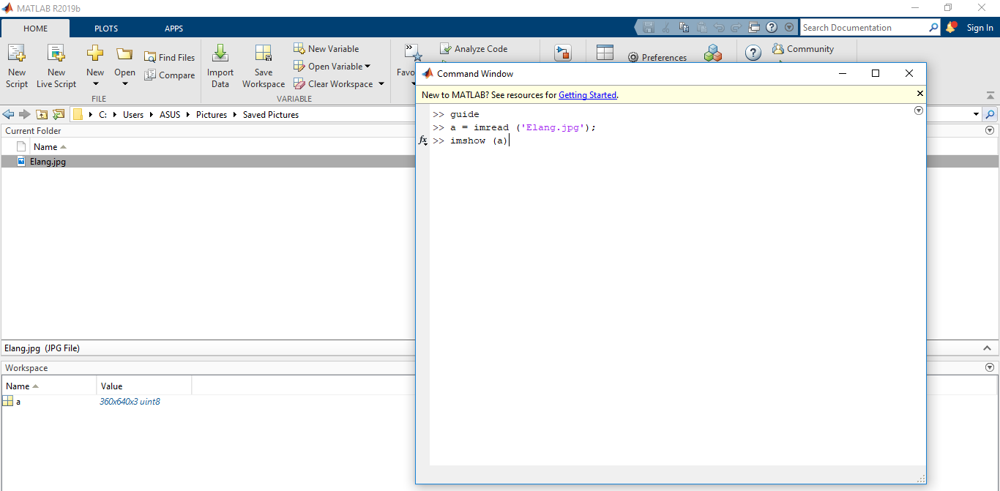 MATLAB R2019b
HOME PLOTS APPS
Search Documentation
Sign In
New Script
New Live Script
New
Open
Find Files
Compare
FILE
Import Data
Save Workspace
New Variable
Open Variable
Clear Workspace
VARIABLE
Favo
Analyze Code
Preferences
Community
C: Users ASUS Pictures Saved Pictures
Current Folder
Name
Elang.jpg
Elang.jpg (JPG File)
Workspace
Name Value
a 360x640x3 uint8
Command Window
New to MATLAB? See resources for Getting Started.
>> guide
>> a = imread ('Elang.jpg');
fx >> imshow (a)